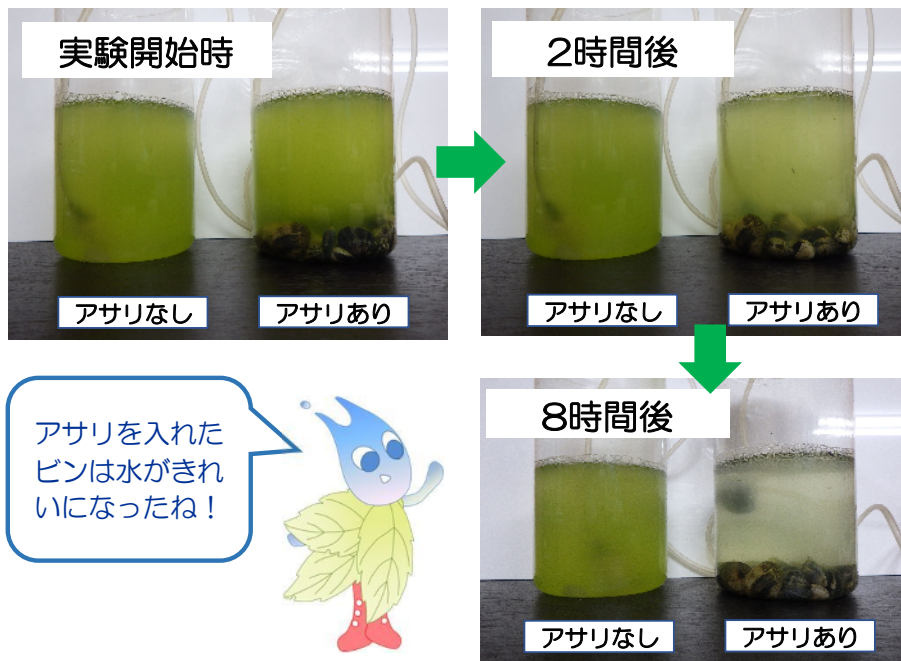 実験開始時
アサリなし
アサリあり
2時間後
アサリなし
アサリあり
8時間後
アサリなし
アサリあり
アサリを入れた
ビンは水がきれ
いになったね!